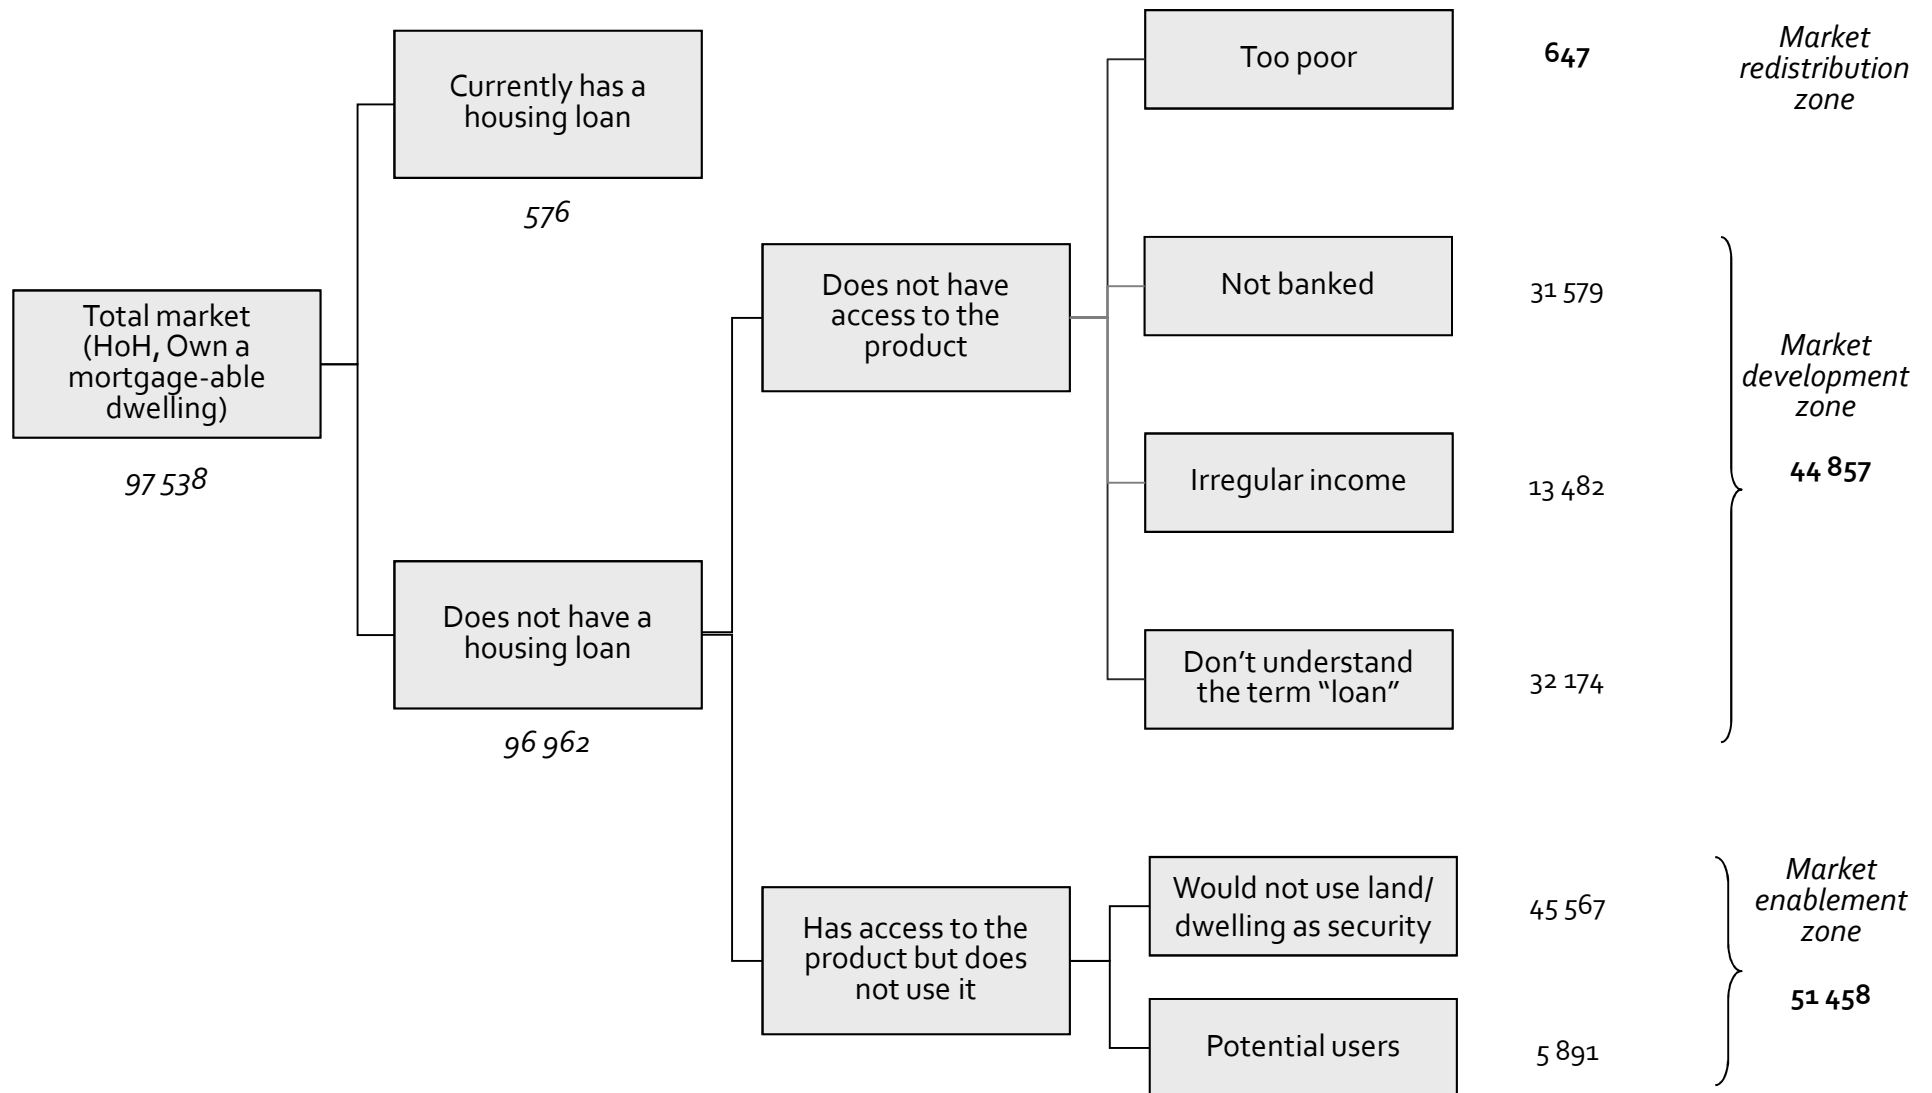 Too poor
647
Market
redistribution
zone
Currently has a
housing loan
576
Does not have
access to the
product
Not banked
31 579
Total market
(HoH, Own a
mortgage-able
dwelling)
97 538
Market
development
zone
44 857
Irregular income
13 482
Does not have a
housing loan
96 962
Don’t understand
the term “loan”
32 174
Has access to the
product but does
not use it
Would not use land/
dwelling as security
45 567
Market
enablement
zone
51 458
Potential users
5 891